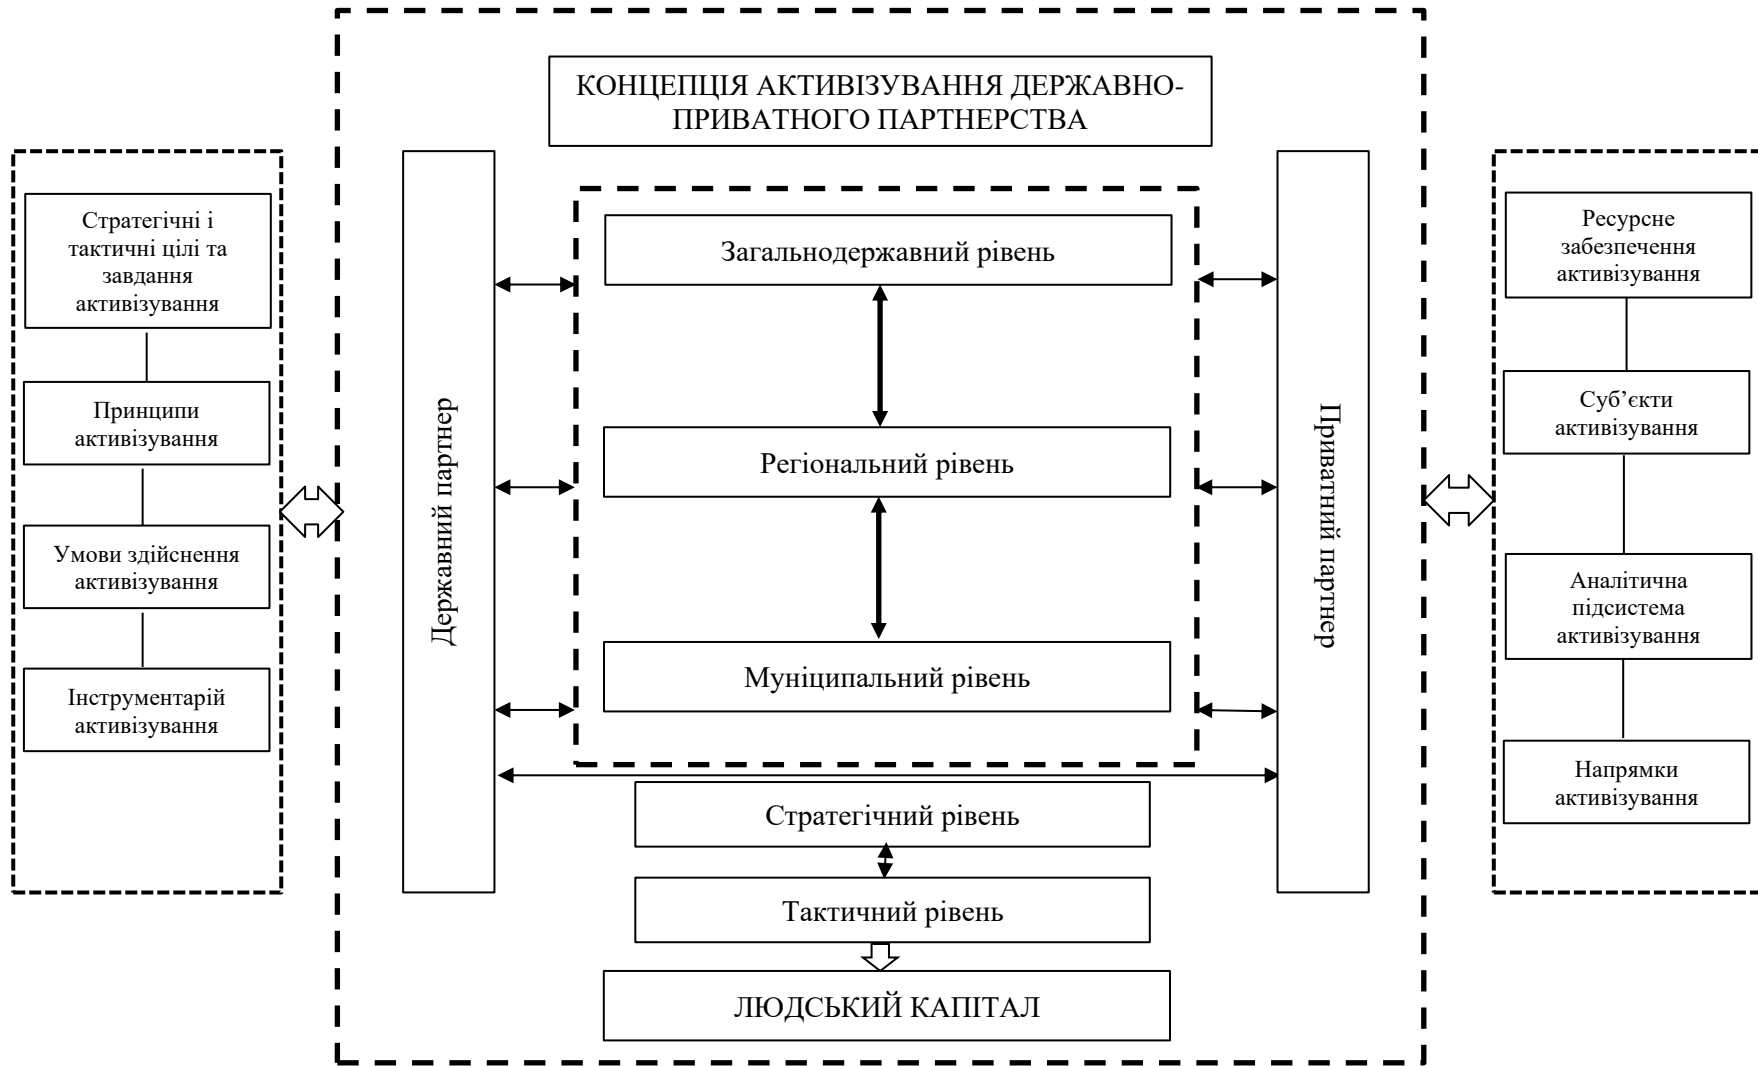 КОНЦЕПЦІЯ АКТИВІЗУВАННЯ ДЕРЖАВНО-
ПРИВАТНОГО ПАРТНЕРСТВА
Стратегічні і
тактичні цілі та
завдання
активізування
Принципи
активізування
Умови здійснення
активізування
Інструментарій
активізування
Державний партнер
Загальнодержавний рівень
Регіональний рівень
Муніципальний рівень
Стратегічний рівень
Тактичний рівень
ЛЮДСЬКИЙ КАПІТАЛ
Приватний партнер
Ресурсне
забезпечення
активізування
Суб’єкти
активізування
Аналітична
підсистема
активізування
Напрямки
активізування